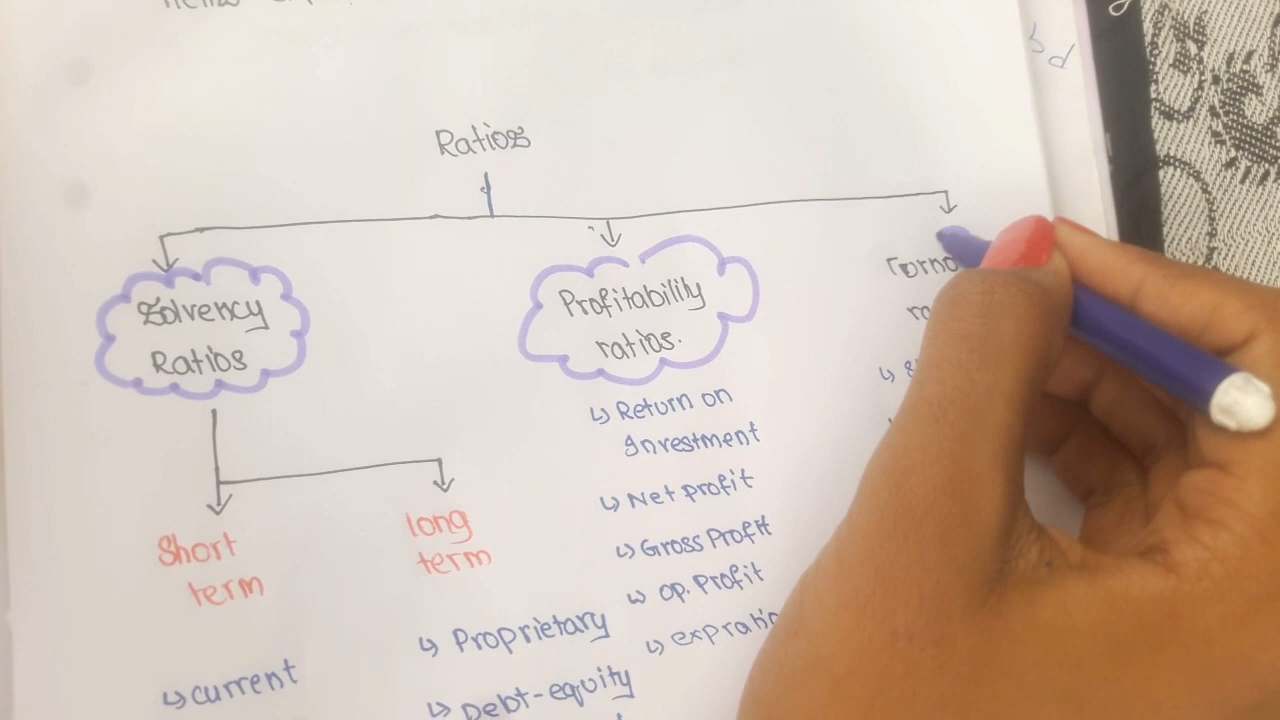 Ratios
Solvency
Ratios
Short
term
long
term
↳ current
↳ Proprietary
↳ Debt-equity
Profitability
ratios.
↳ Return on
Investment
↳ Net profit
↳ Gross Profit
↳ op. Profit
↳ exp